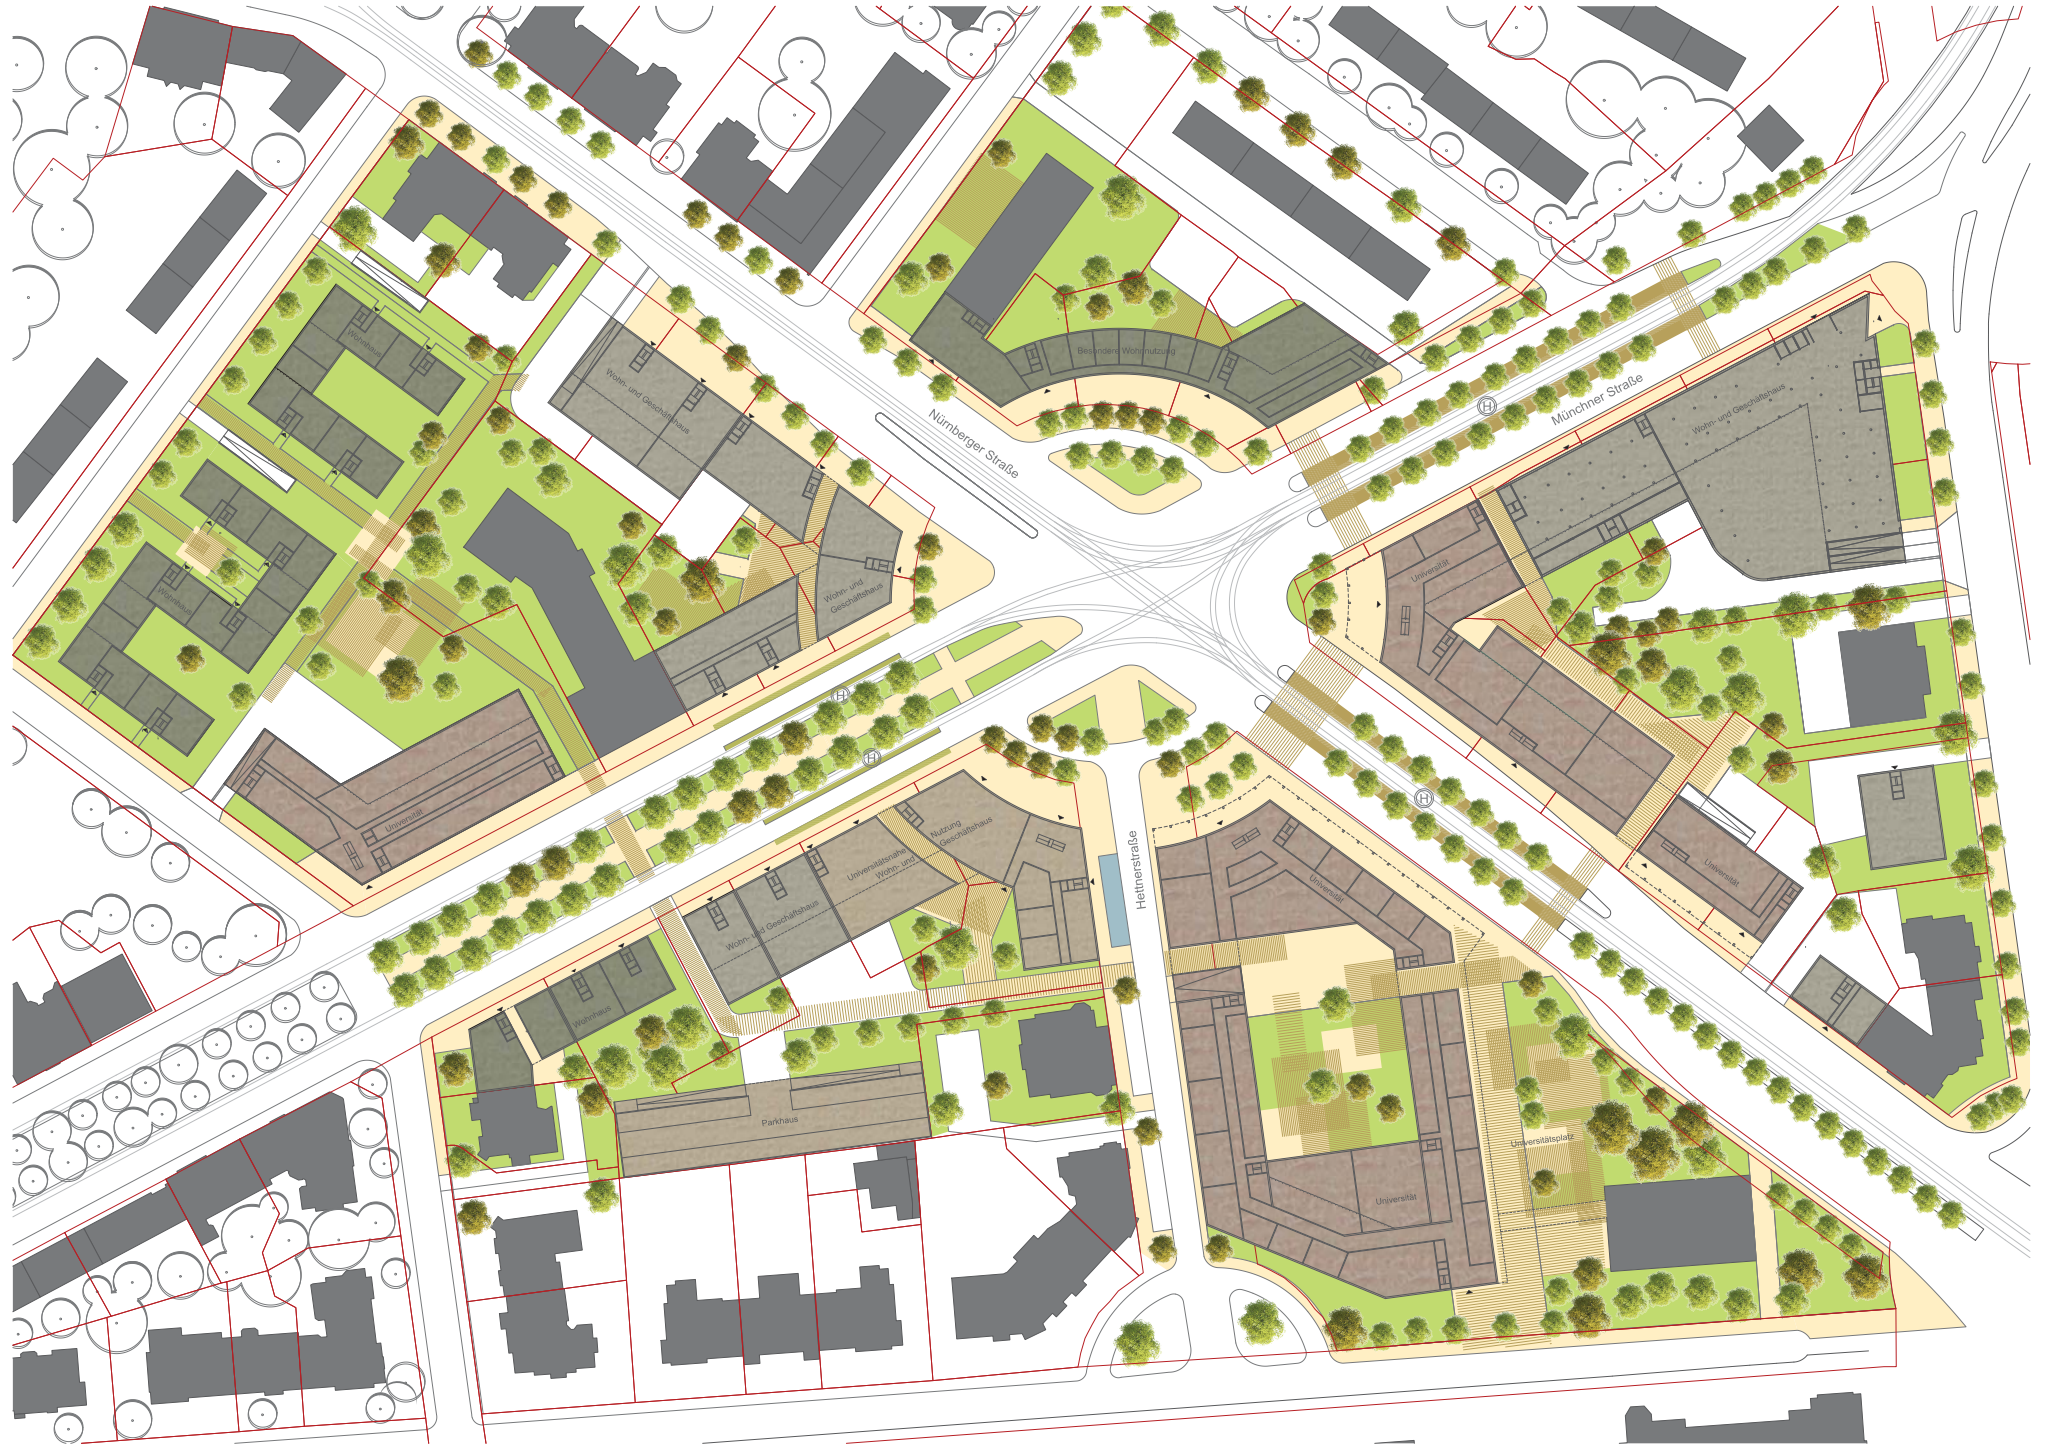 Wohnhaus
Wohn- und Geschäftshaus
Besondere Wohnnutzung
Nürnberger Straße
Münchner Straße
Wohn- und Geschäftshaus
H
Universität
Wohnhaus
Wohn- und
Geschäftshaus
H
H
H
Universität
Nutzung
Geschäftshaus
Universitätsnahe
Wohn- und
Hettnerstraße
Universität
Universität
Wohn- und Geschäftshaus
Wohnhaus
Parkhaus
Universitätsplatz
Universität